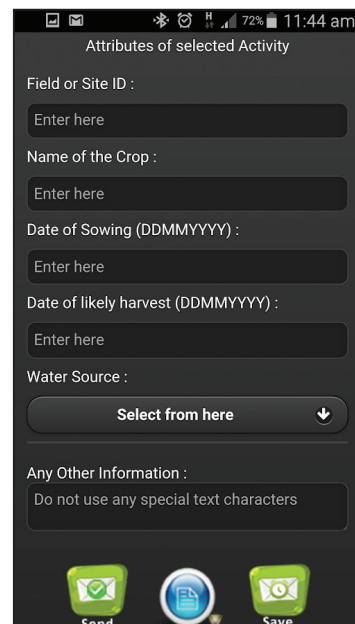 H 72% 11:44 am
Attributes of selected Activity
Field or Site ID :
Enter here
Name of the Crop :
Enter here
Date of Sowing (DDMMYYYY) :
Enter here
Date of likely harvest (DDMMYYYY) :
Enter here
Water Source :
Select from here
Any Other Information :
Do not use any special text characters
Send Save